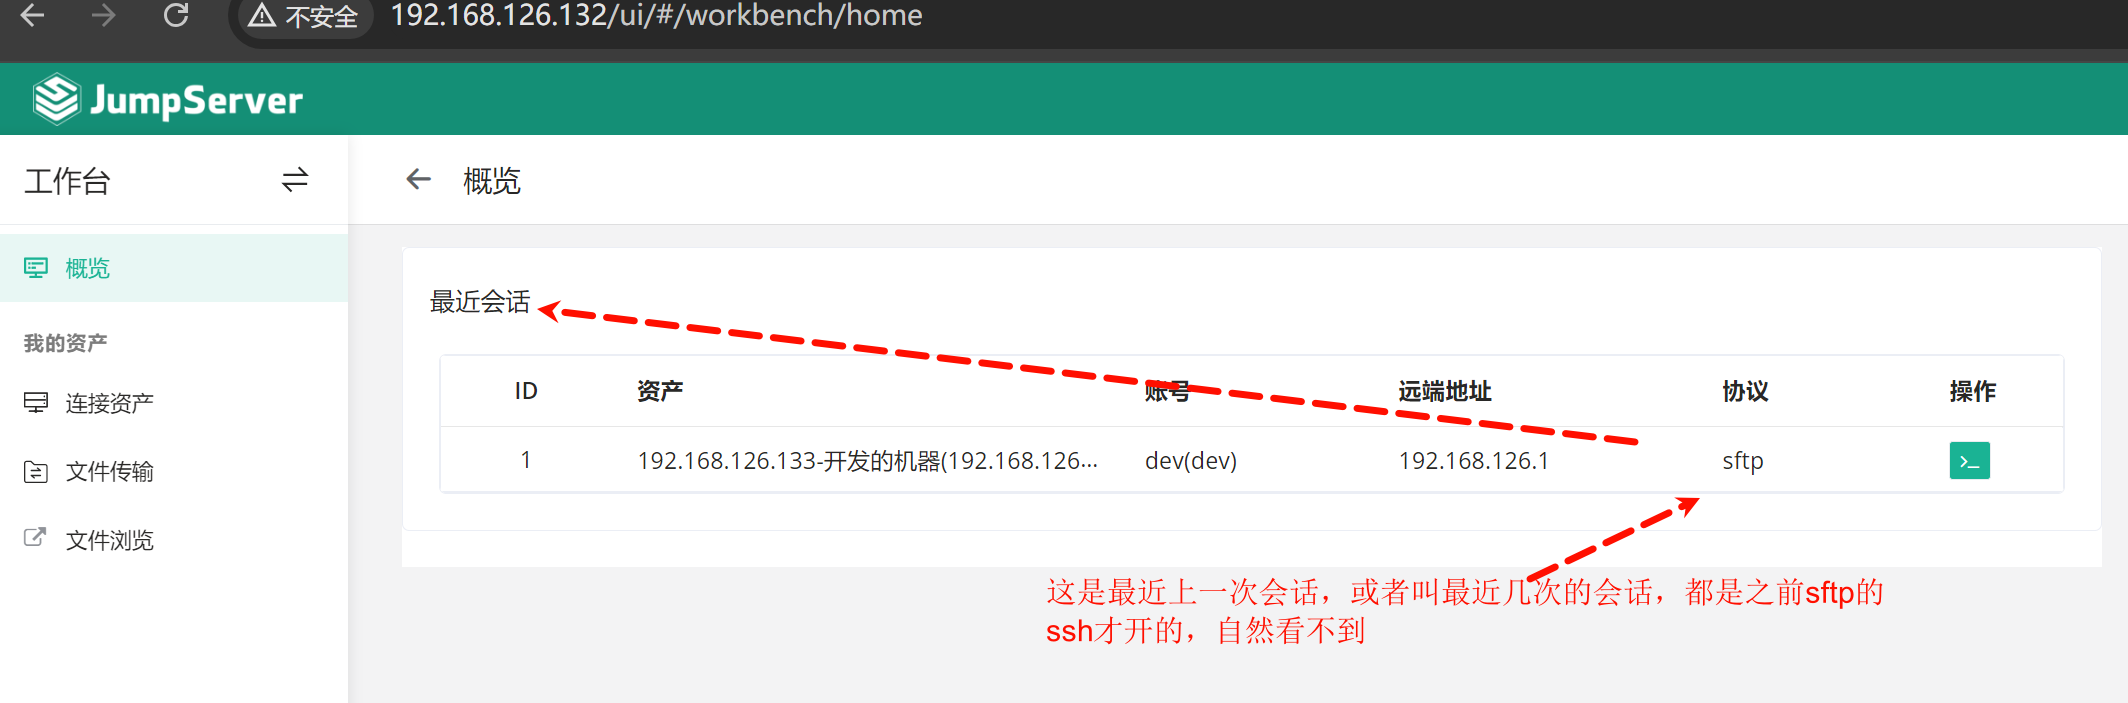 不安全 192.168.126.132/ui/#/workbench/home
JumpServer
工作台
概览
概览
我的资产
连接资产
文件传输
文件浏览
最近会话
ID 资产 账号 远端地址 协议 操作
1 192.168.126.133-开发的机器(192.168.126... dev(dev) 192.168.126.1 sftp
这是最近上一次会话，或者叫最近几次的会话，都是之前sftp的
ssh才开的，自然看不到